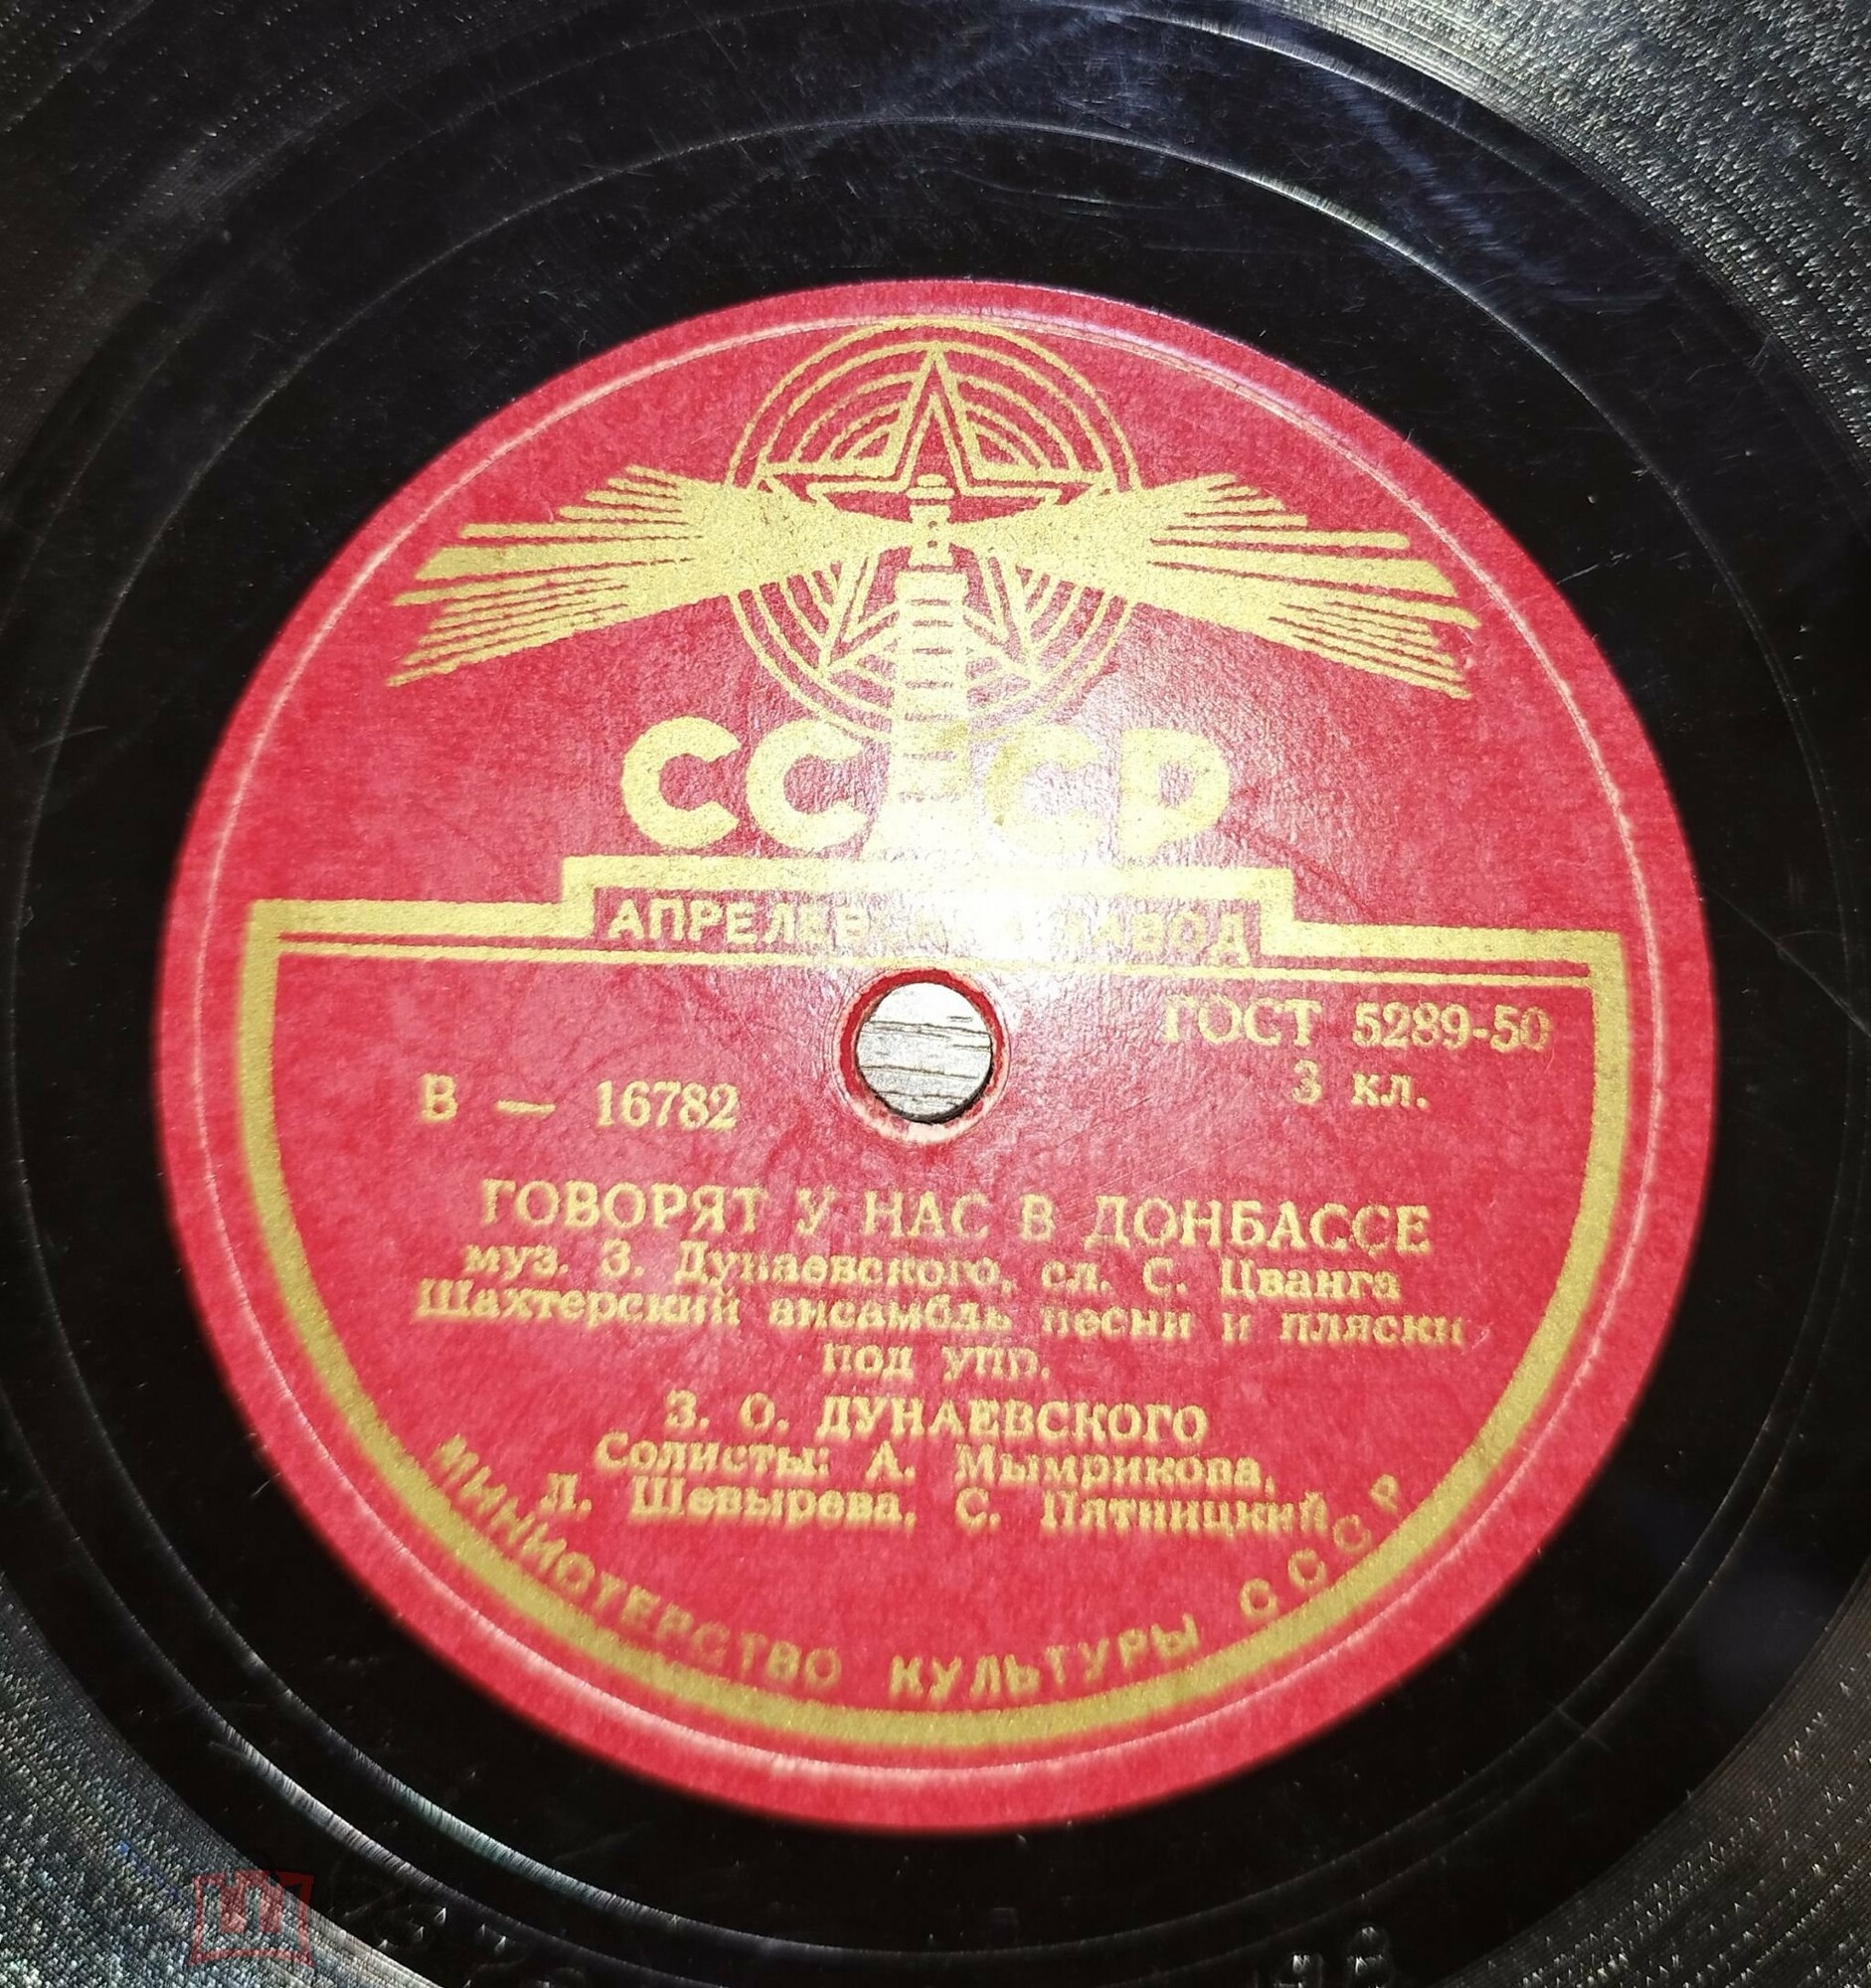 СССР
АПРЕЛЕВСКИЙ ЗАВОД
ГОСТ 5289-50
3 кл.
В — 16782
ГОВОРЯТ У НАС В ДОНБАССЕ
муз. З. Дунаевского, сл. С. Цванга
Шахтерский ансамбль песни и пляски
под упр.
З. О. ДУНАЕВСКОГО
Солисты: А. Мымрикова,
Л. Шевырева, С. Пятницкий
МИНИСТЕРСТВО КУЛЬТУРЫ СССР